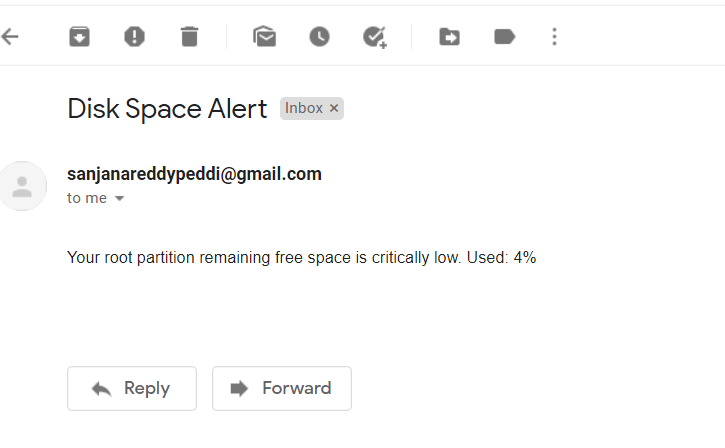 Disk Space Alert Inbox ×
sanjanareddypeddi@gmail.com
to me
Your root partition remaining free space is critically low. Used: 4%
Reply Forward